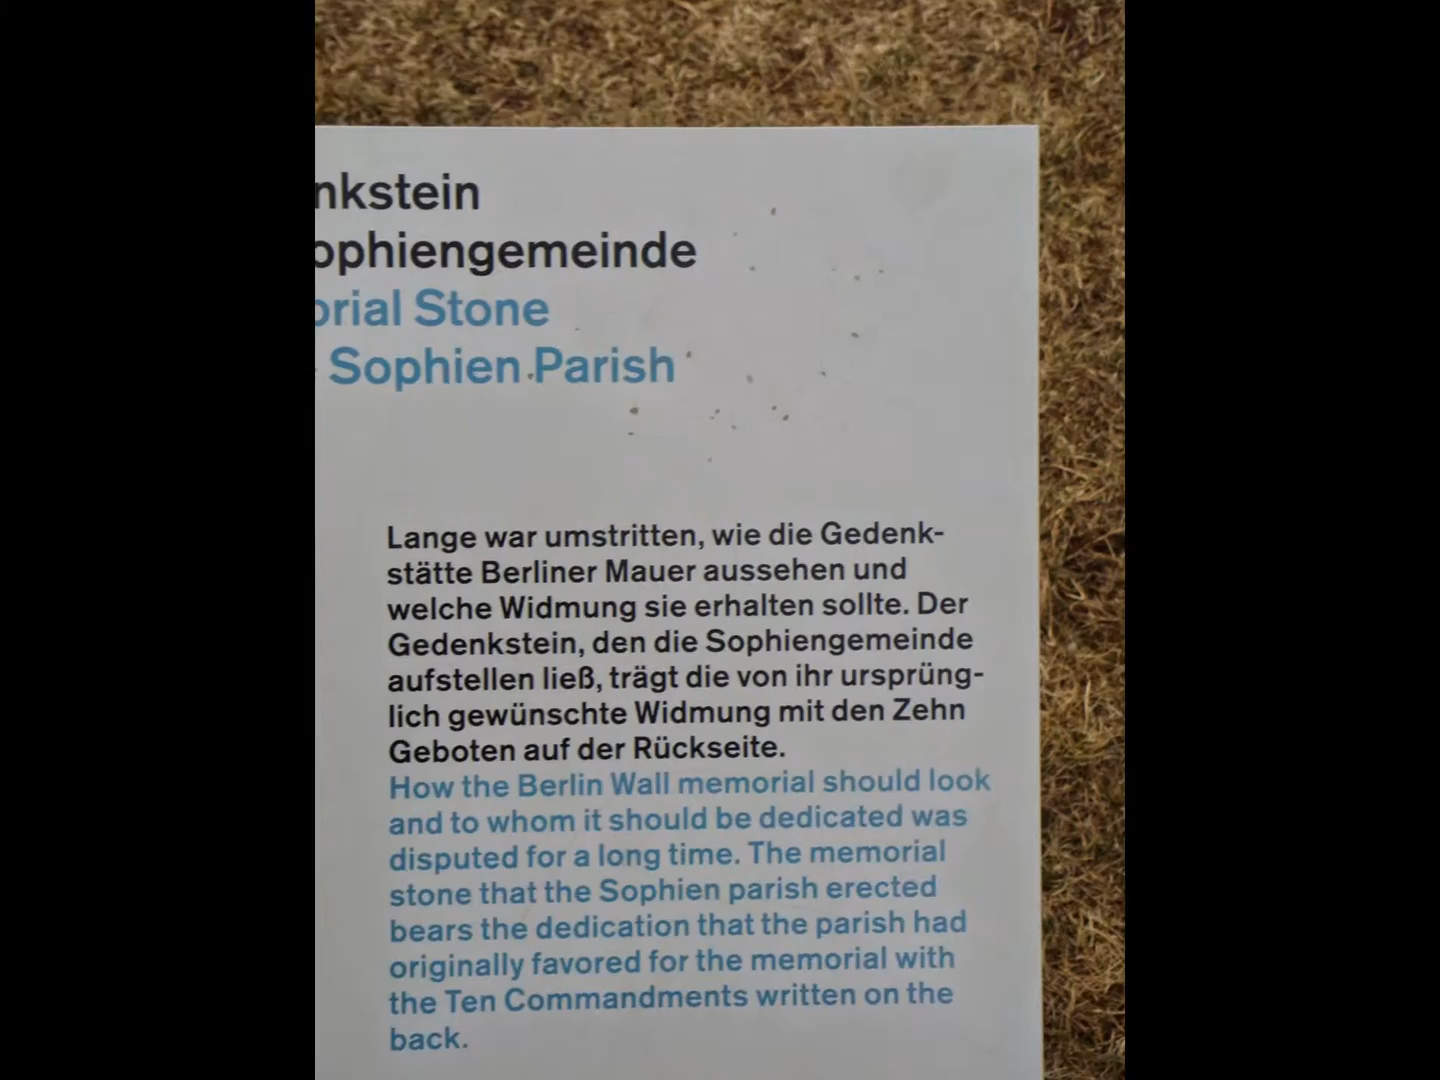 nkstein
ophiengemeinde
orial Stone
Sophien Parish
Lange war umstritten, wie die Gedenk-
stätte Berliner Mauer aussehen und
welche Widmung sie erhalten sollte. Der
Gedenkstein, den die Sophiengemeinde
aufstellen ließ, trägt die von ihr ursprüng-
lich gewünschte Widmung mit den Zehn
Geboten auf der Rückseite.
How the Berlin Wall memorial should look
and to whom it should be dedicated was
disputed for a long time. The memorial
stone that the Sophien parish erected
bears the dedication that the parish had
originally favored for the memorial with
the Ten Commandments written on the
back.